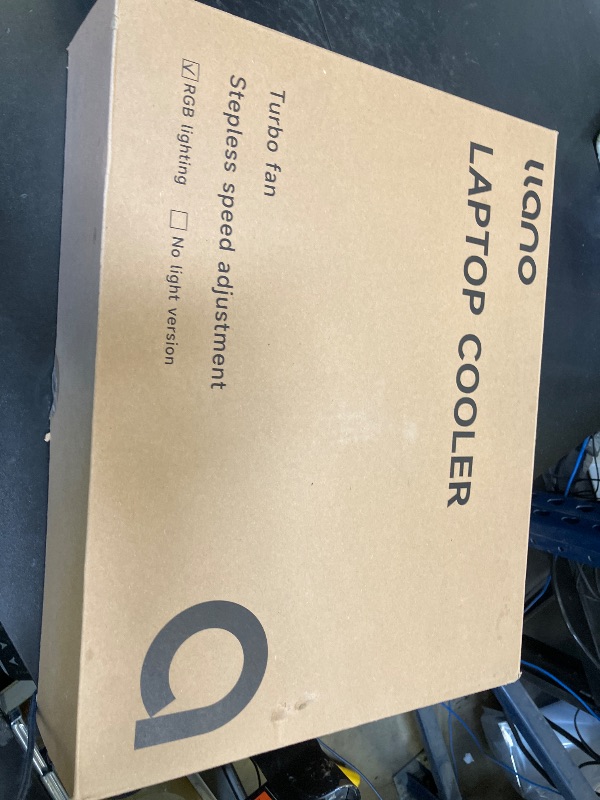 llano
LAPTOP COOLER
Turbo fan
Stepless speed adjustment
RGB lighting No light version